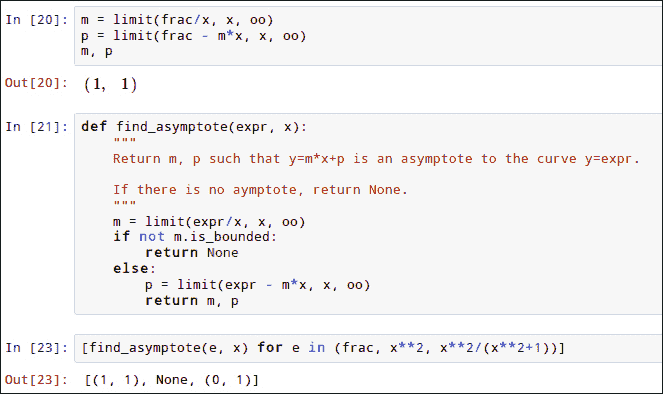 In [20]: m = limit(frac/x, x, oo)
p = limit(frac - m*x, x, oo)
m, p
Out[20]: (1, 1)
In [21]: def find_asymptote(expr, x):
"""
Return m, p such that y=m*x+p is an asymptote to the curve y=expr.
If there is no aymptote, return None.
"""
m = limit(expr/x, x, oo)
if not m.is_bounded:
return None
else:
p = limit(expr - m*x, x, oo)
return m, p
In [23]: [find_asymptote(e, x) for e in (frac, x**2, x**2/(x**2+1))]
Out[23]: [(1, 1), None, (0, 1)]